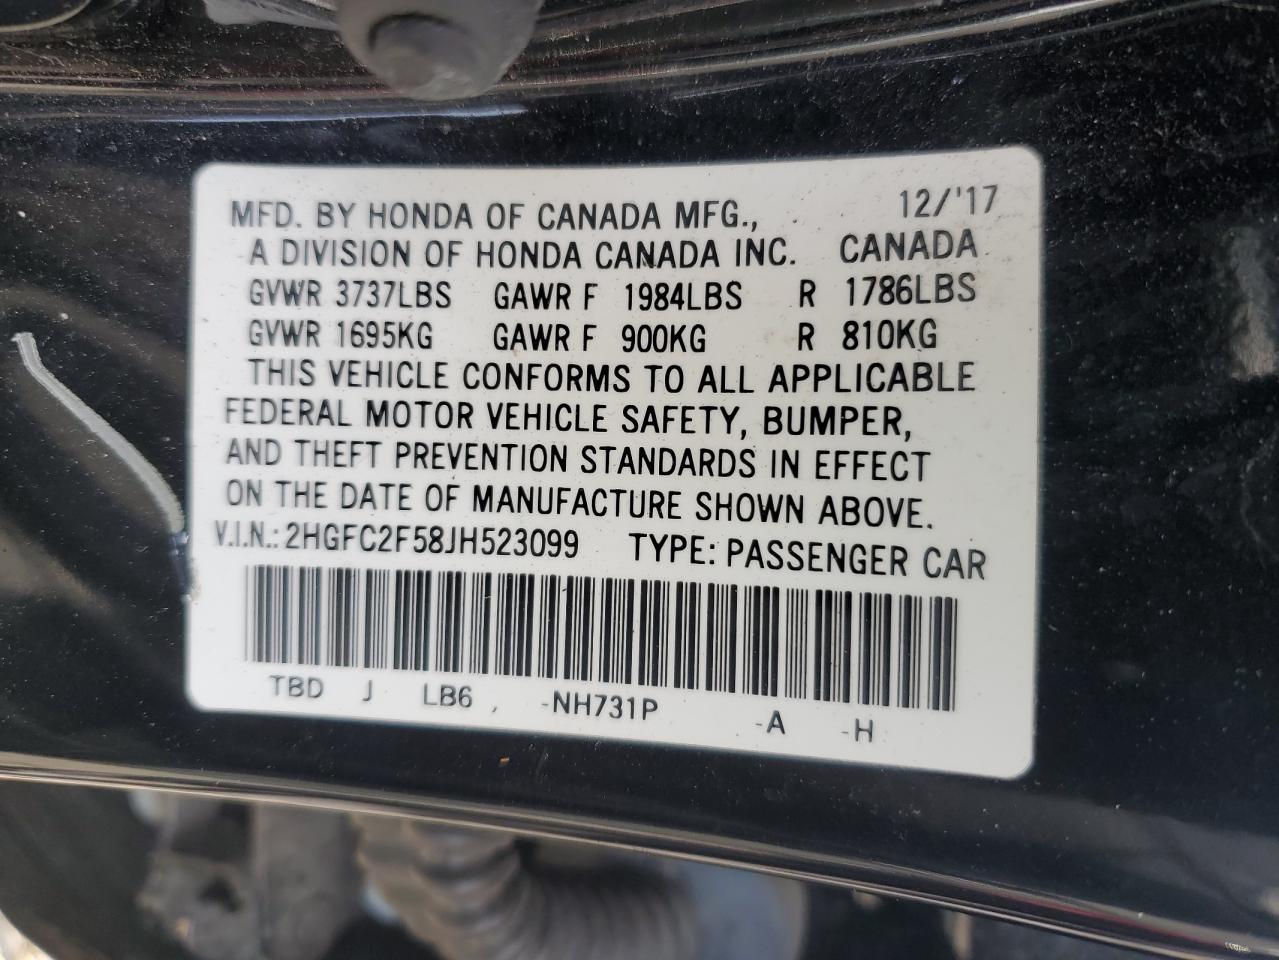 MFD. BY HONDA OF CANADA MFG., 12/'17
A DIVISION OF HONDA CANADA INC. CANADA
GVWR 3737LBS GAWR F 1984LBS R 1786LBS
GVWR 1695KG GAWR F 900KG R 810KG
THIS VEHICLE CONFORMS TO ALL APPLICABLE
FEDERAL MOTOR VEHICLE SAFETY, BUMPER,
AND THEFT PREVENTION STANDARDS IN EFFECT
ON THE DATE OF MANUFACTURE SHOWN ABOVE.
V.I.N.: 2HGFC2F58JH523099 TYPE: PASSENGER CAR
TBD J LB6 , -NH731P -A -H